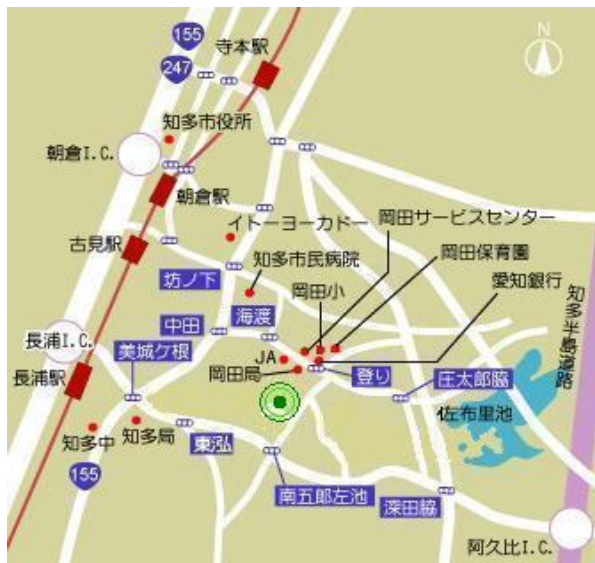 155
247
寺本駅
N
知多市役所
朝倉I.C.
朝倉駅
岡田サービスセンター
イトーヨーカドー
岡田保育園
古見駅
知多市民病院
愛知銀行
坊ノ下
岡田小
知多半島道路
海渡
中田
長浦I.C.
美城ケ根
JA
岡田局
登り
庄太郎脇
長浦駅
佐布里池
知多中
知多局
東泓
155
南五郎左池
深田脇
阿久比I.C.